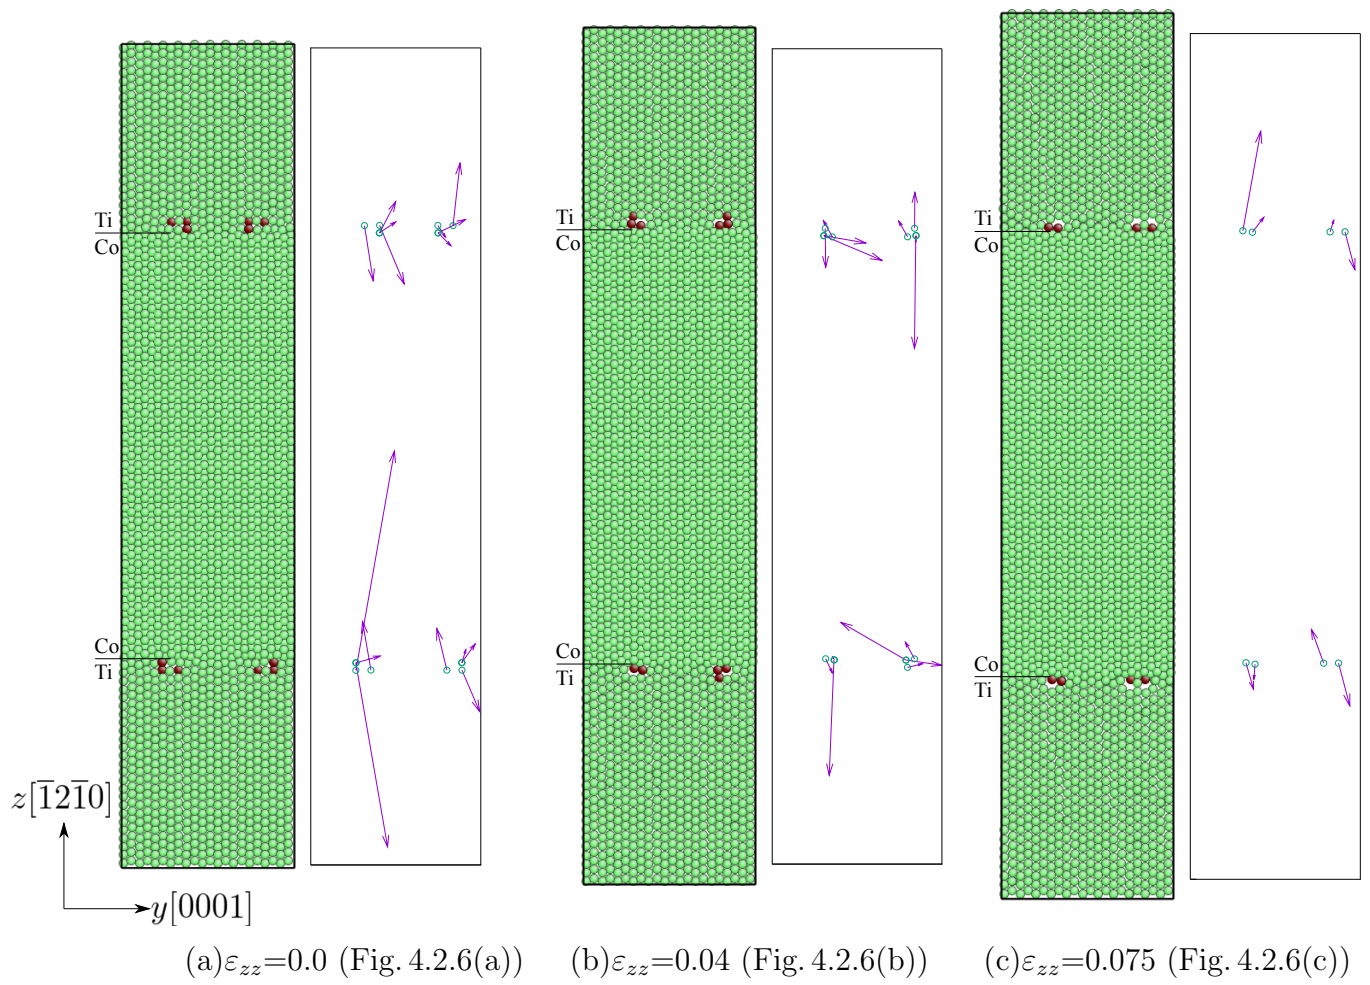 Ti
Co
Ti
Co
Ti
Co
Co
Ti
Co
Ti
Co
Ti
z[1̅21̅0]
y[0001]
(a)εzz=0.0 (Fig. 4.2.6(a))
(b)εzz=0.04 (Fig. 4.2.6(b))
(c)εzz=0.075 (Fig. 4.2.6(c))